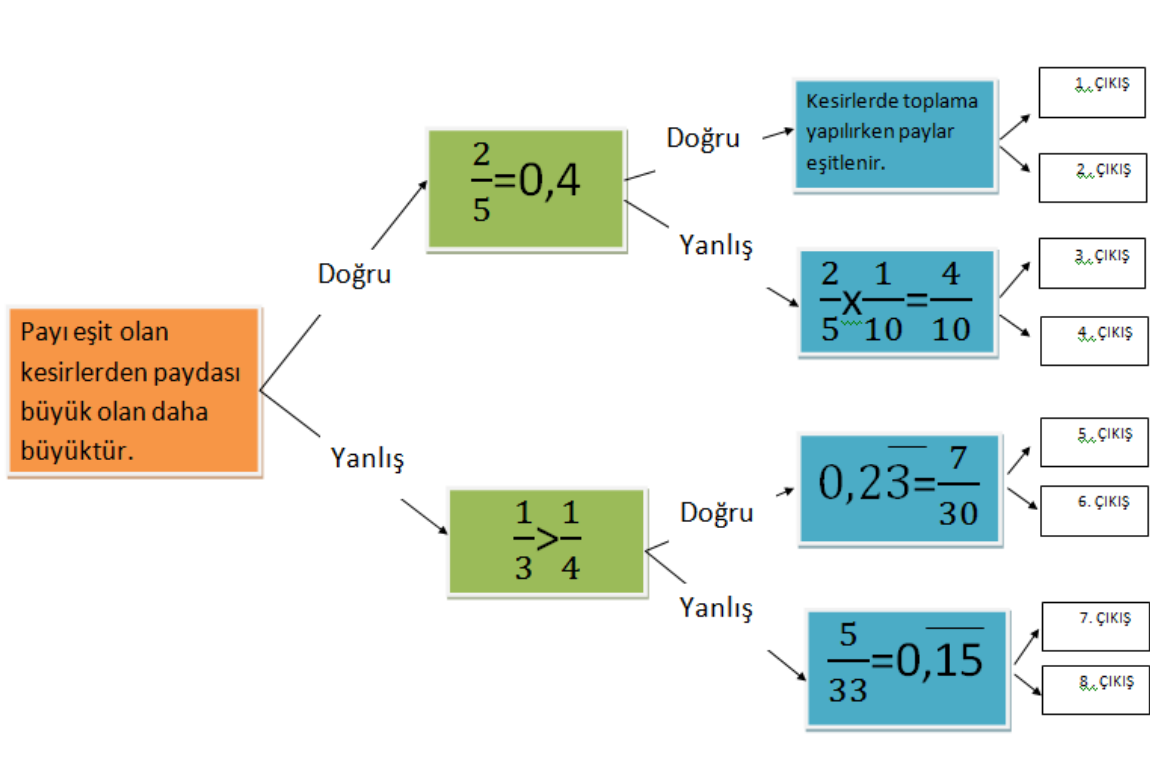 Payı eşit olan
kesirlerden paydası
büyük olan daha
büyüktür.
Doğru
Yanlış
2/5=0,4
1/3>1/4
Doğru
Yanlış
Doğru
Yanlış
Kesirlerde toplama
yapılırken paylar
eşitlenir.
2/5x1/10=4/10
0,23̅=7/30
5/33=0,1̅5̅
1. ÇIKIŞ
2. ÇIKIŞ
3. ÇIKIŞ
4. ÇIKIŞ
5. ÇIKIŞ
6. ÇIKIŞ
7. ÇIKIŞ
8. ÇIKIŞ